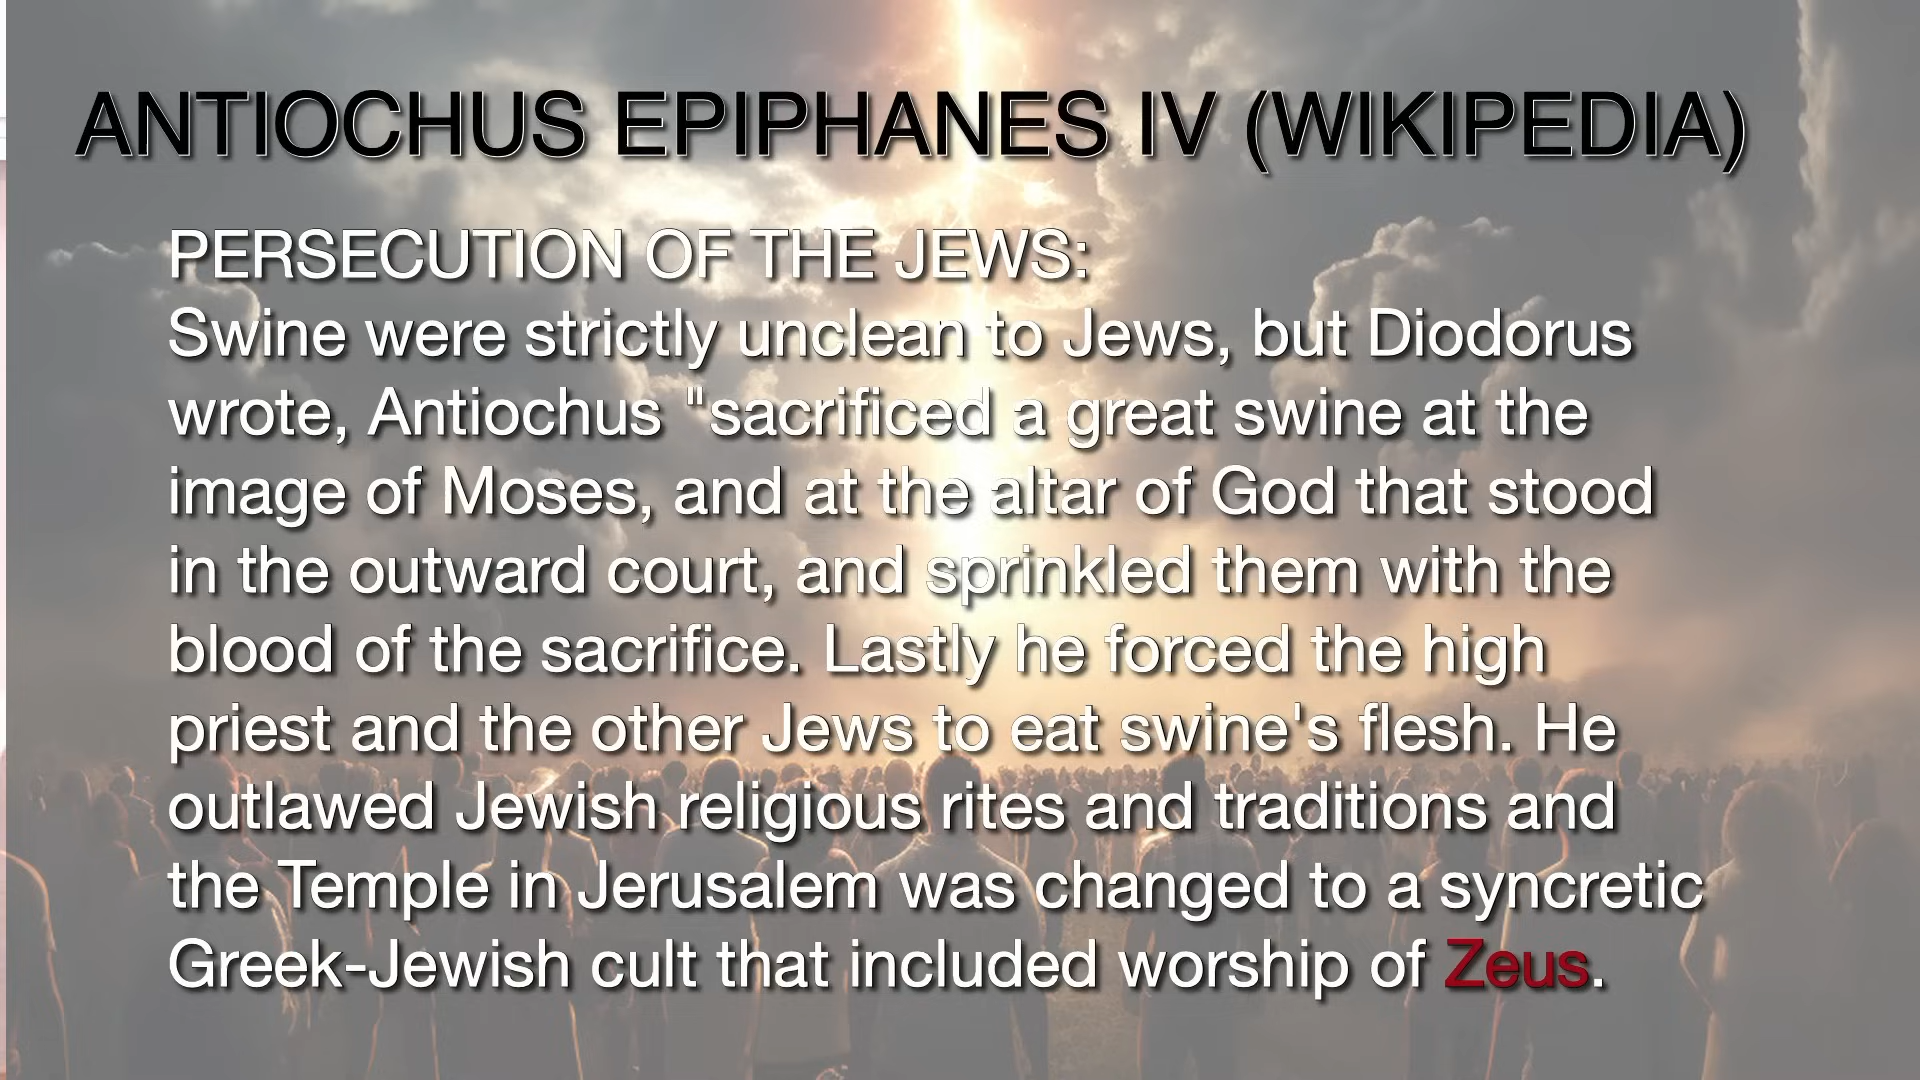 ANTIOCHUS EPIPHANES IV (WIKIPEDIA)
PERSECUTION OF THE JEWS:
Swine were strictly unclean to Jews, but Diodorus
wrote, Antiochus "sacrificed a great swine at the
image of Moses, and at the altar of God that stood
in the outward court, and sprinkled them with the
blood of the sacrifice. Lastly he forced the high
priest and the other Jews to eat swine's flesh. He
outlawed Jewish religious rites and traditions and
the Temple in Jerusalem was changed to a syncretic
Greek-Jewish cult that included worship of Zeus.